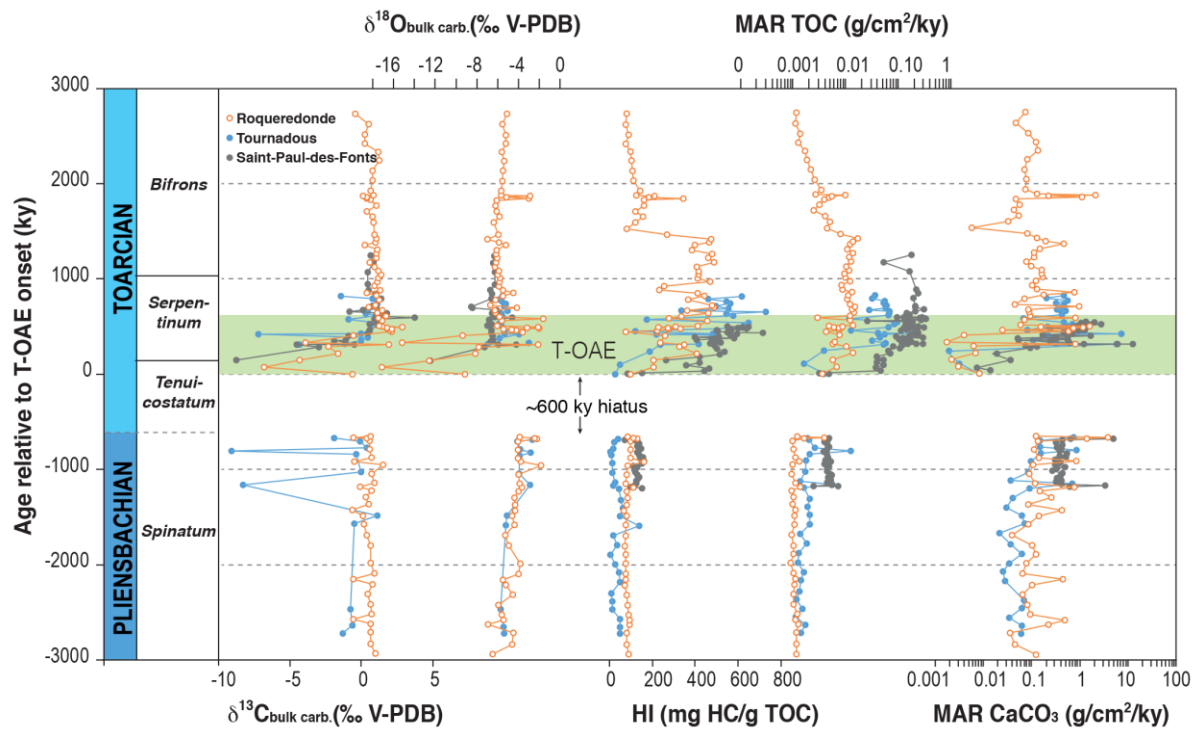 δ18Obulk carb.(‰ V-PDB) MAR TOC (g/cm2/ky)
-16 -12 -8 -4 0 0 0.001 0.01 0.10 1
3000
2000
1000
0
-1000
-2000
-3000
Age relative to T-OAE onset (ky)
TOARCIAN
PLIENSBACHIAN
Bifrons
Serpen-
tinum
Tenui-
costatum
Spinatum
Roqueredonde
Tournadous
Saint-Paul-des-Fonts
T-OAE
~600 ky hiatus
-10 -5 0 5 0 200 400 600 800 0.001 0.01 0.1 1 10 100
δ13Cbulk carb.(‰ V-PDB) HI (mg HC/g TOC) MAR CaCO3 (g/cm2/ky)